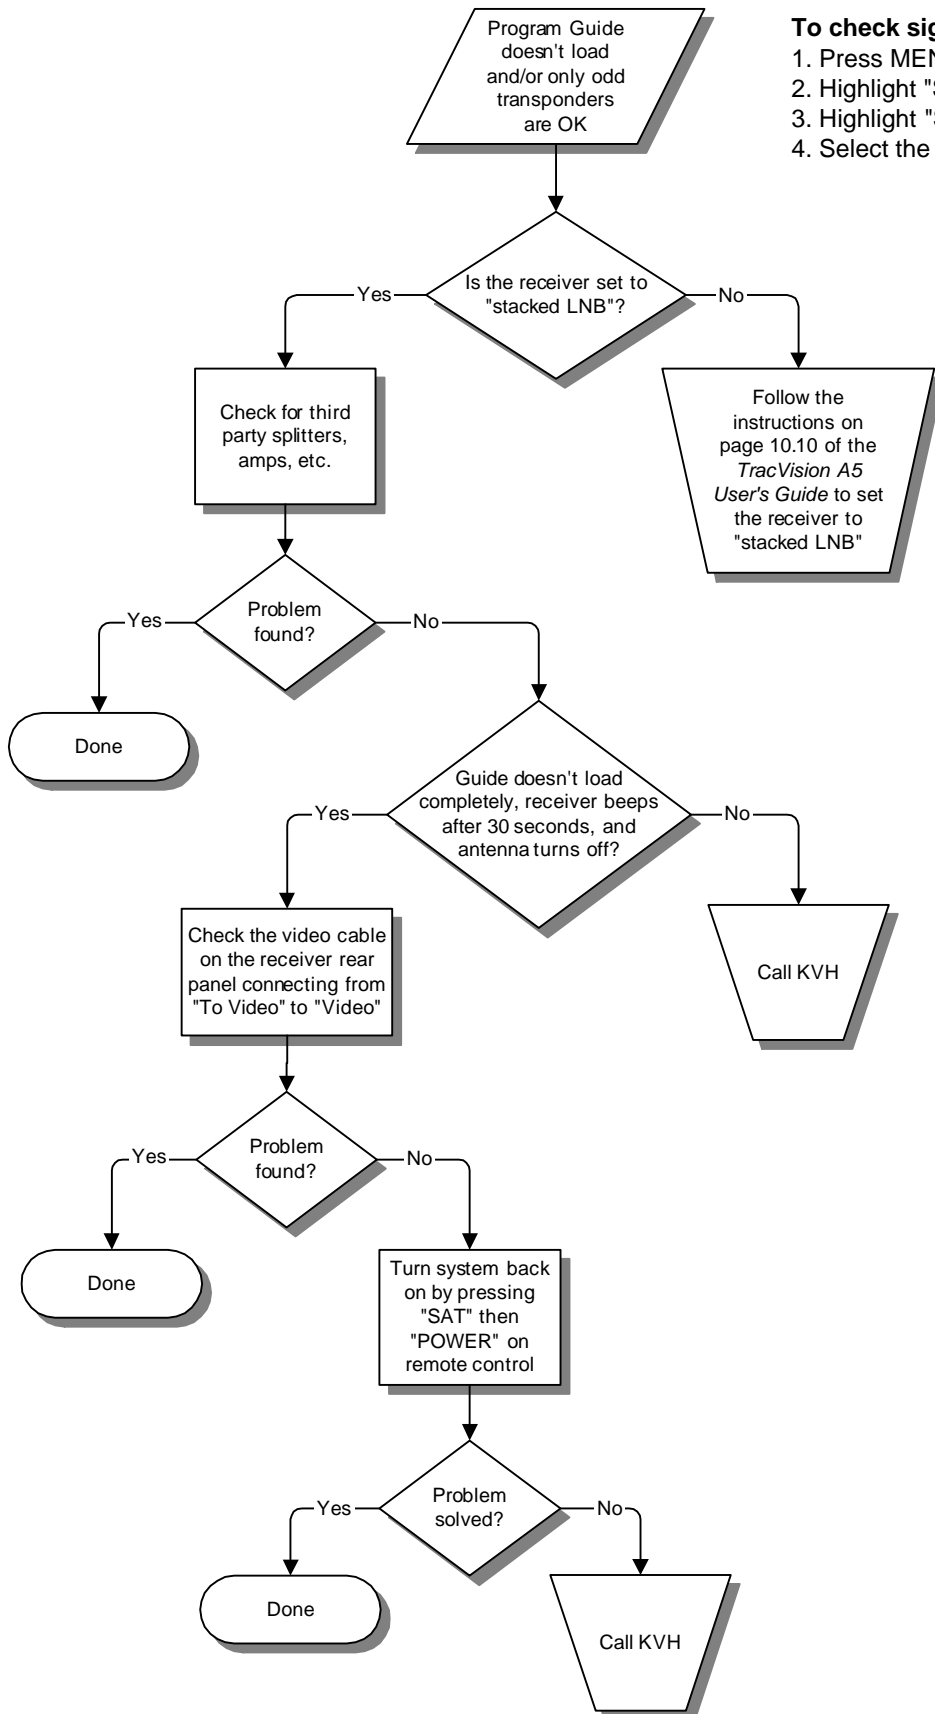 Program Guide
doesn't load
and/or only odd
transponders
are OK
To check sig
1. Press MEN
2. Highlight "S
3. Highlight "S
4. Select the
Is the receiver set to
"stacked LNB"?
Yes
No
Check for third
party splitters,
amps, etc.
Follow the
instructions on
page 10.10 of the
TracVision A5
User's Guide to set
the receiver to
"stacked LNB"
Problem
found?
Yes
No
Done
Guide doesn't load
completely, receiver beeps
after 30 seconds, and
antenna turns off?
Yes
No
Check the video cable
on the receiver rear
panel connecting from
"To Video" to "Video"
Call KVH
Problem
found?
Yes
No
Done
Turn system back
on by pressing
"SAT" then
"POWER" on
remote control
Problem
solved?
Yes
No
Done
Call KVH